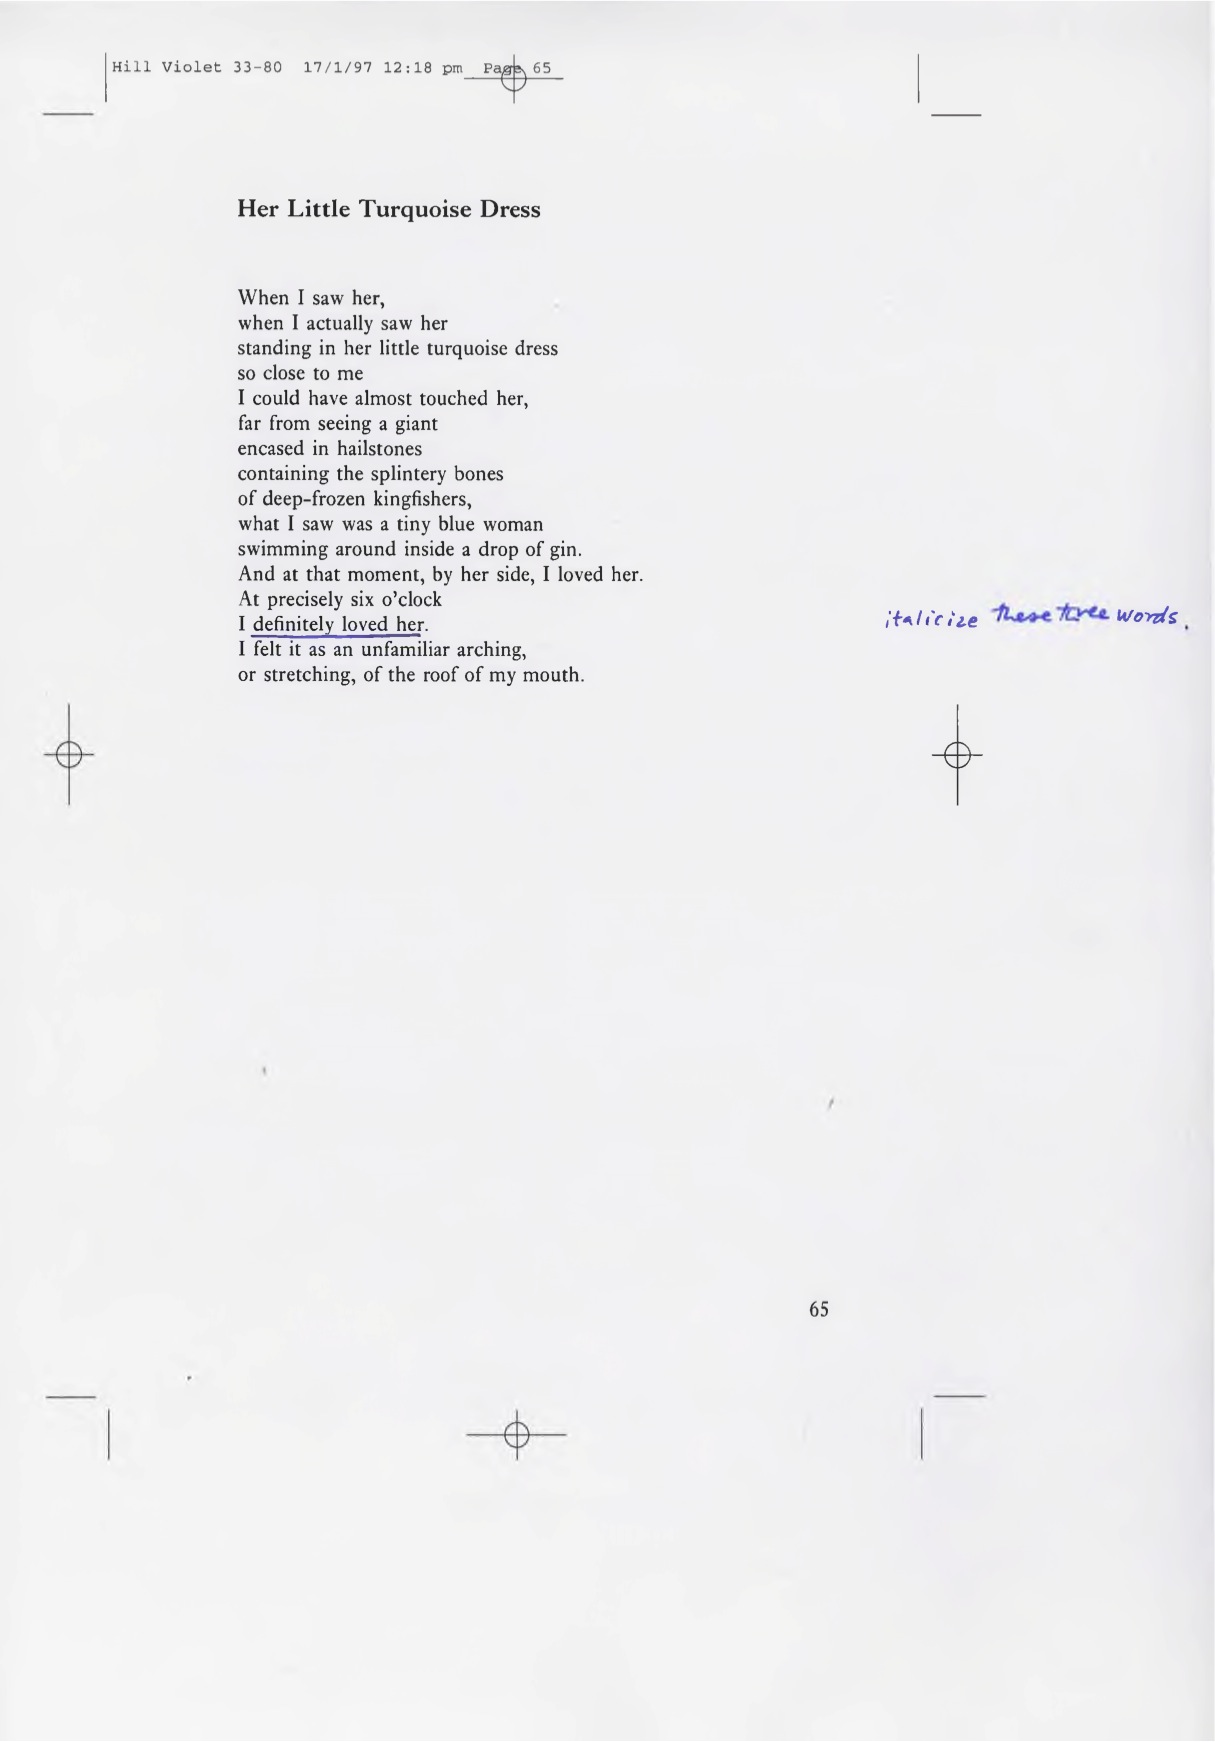 Hill Violet 33-80 17/1/97 12:18 pm Page 65
Her Little Turquoise Dress
When I saw her,
when I actually saw her
standing in her little turquoise dress
so close to me
I could have almost touched her,
far from seeing a giant
encased in hailstones
containing the splintery bones
of deep-frozen kingfishers,
what I saw was a tiny blue woman
swimming around inside a drop of gin.
And at that moment, by her side, I loved her.
At precisely six o'clock
I definitely loved her.
italicize these three words.
I felt it as an unfamiliar arching,
or stretching, of the roof of my mouth.
65